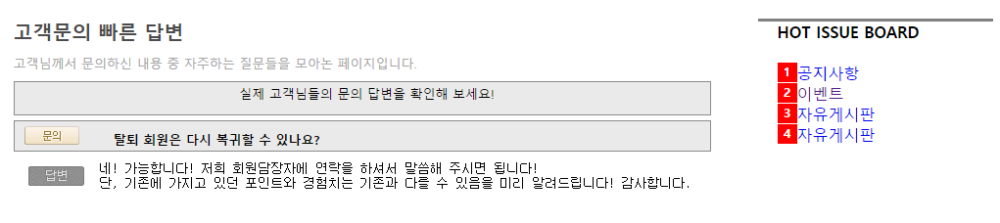 고객문의 빠른 답변
고객님께서 문의하신 내용 중 자주하는 질문들을 모아논 페이지입니다.
실제 고객님들의 문의 답변을 확인해 보세요!
문의 탈퇴 회원은 다시 복귀할 수 있나요?
답변 네! 가능합니다! 저희 회원담장자에 연락을 하셔서 말씀해 주시면 됩니다!
단, 기존에 가지고 있던 포인트와 경험치는 기존과 다를 수 있음을 미리 알려드립니다! 감사합니다.
HOT ISSUE BOARD
1 공지사항
2 이벤트
3 자유게시판
4 자유게시판